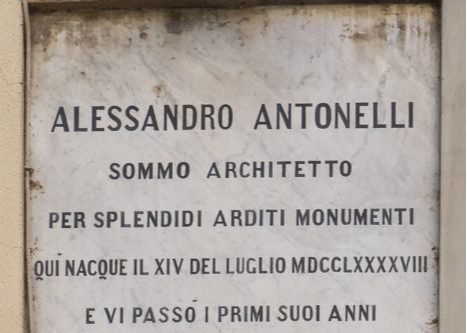 ALESSANDRO ANTONELLI
SOMMO ARCHITETTO
PER SPLENDIDI ARDITI MONUMENTI
QUI NACQUE IL XIV DEL LUGLIO MDCCLXXXXVIII
E VI PASSÒ I PRIMI SUOI ANNI